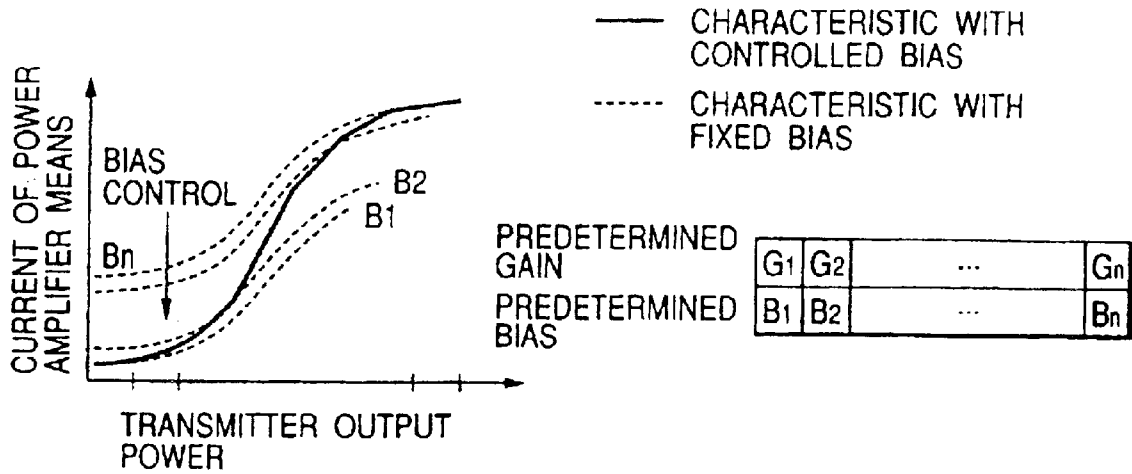 CHARACTERISTIC WITH
CONTROLLED BIAS
CHARACTERISTIC WITH
FIXED BIAS
CURRENT OF POWER
AMPLIFIER MEANS
BIAS
CONTROL
Bn
B2
B1
TRANSMITTER OUTPUT
POWER
PREDETERMINED
GAIN
G1 G2 ... Gn
PREDETERMINED
BIAS
B1 B2 ... Bn